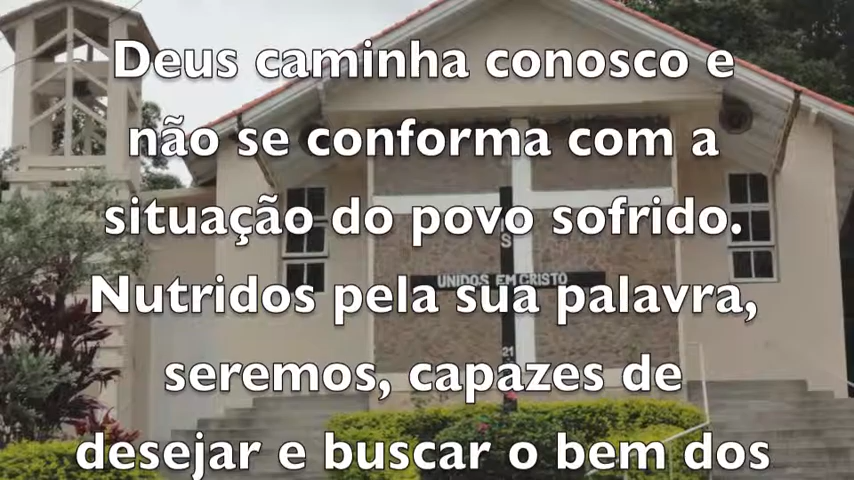 Deus caminha conosco e
não se conforma com a
situação do povo sofrido.
Nutridos pela sua palavra,
seremos, capazes de
desejar e buscar o bem dos
UNIDOS EM CRISTO
S
21